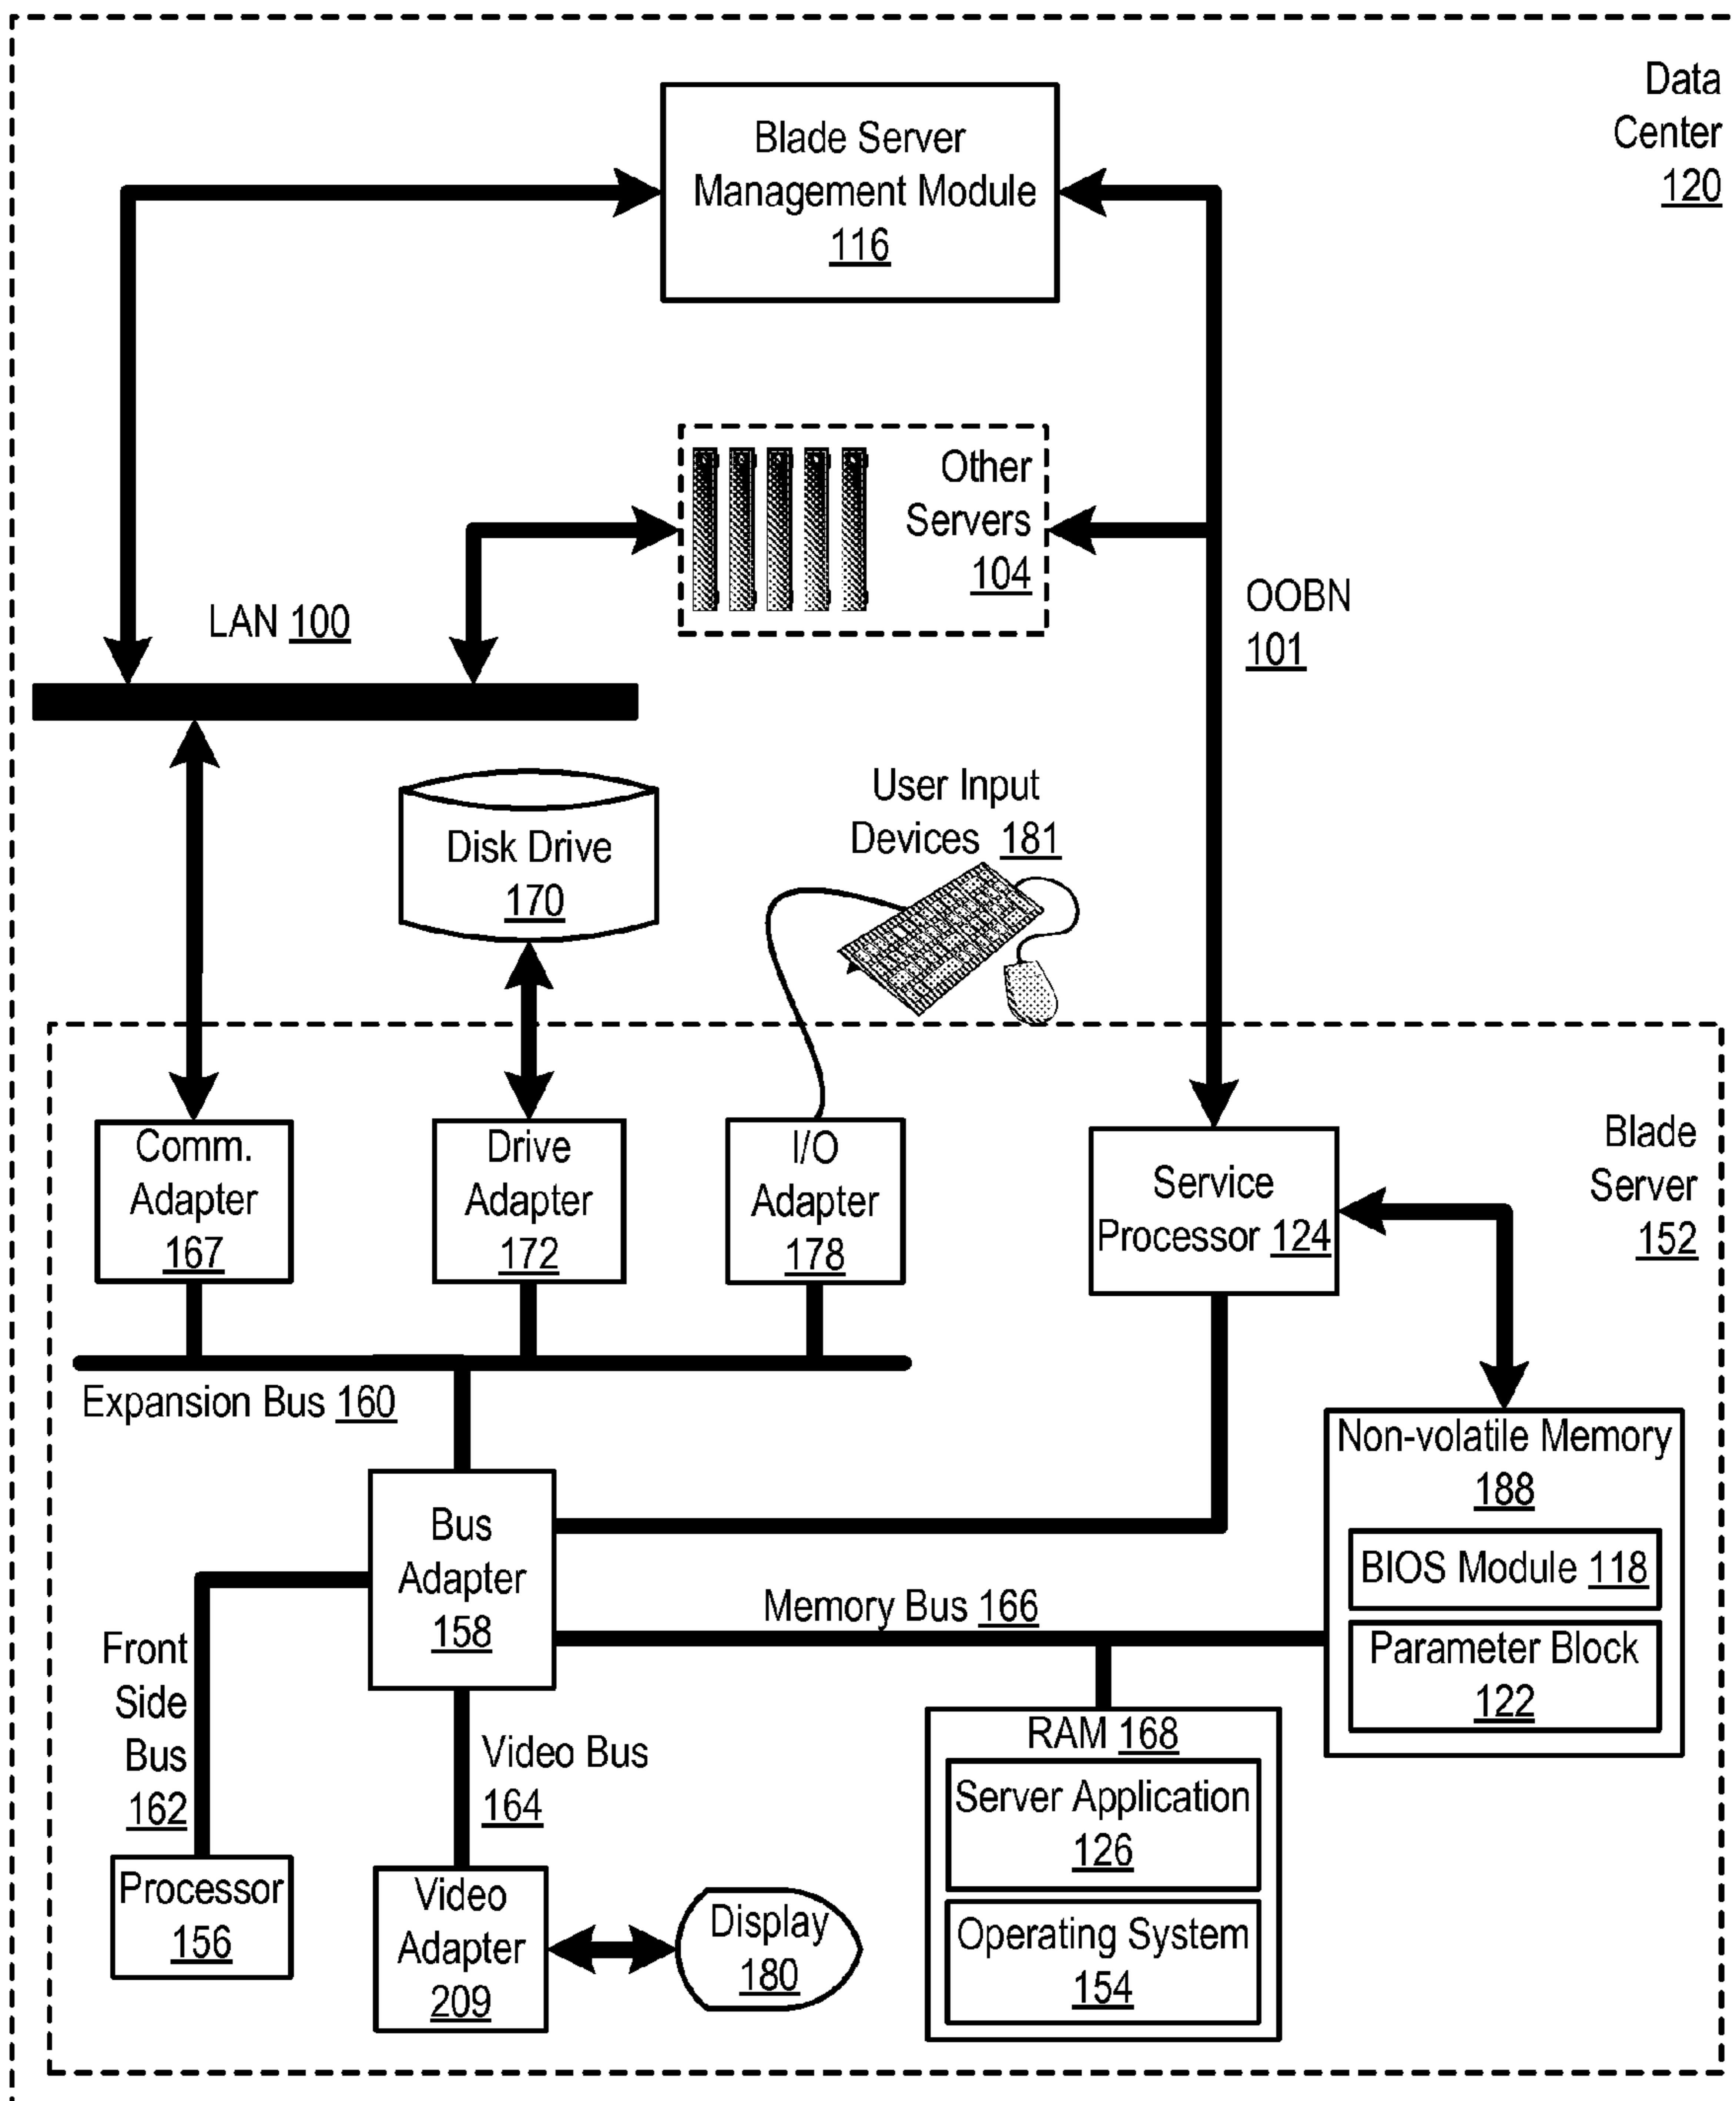 Data
Center
120
Blade Server
Management Module
116
Other
Servers
104
OOBN
101
LAN 100
User Input
Devices 181
Disk Drive
170
Comm.
Adapter
167
Drive
Adapter
172
I/O
Adapter
178
Service
Processor 124
Blade
Server
152
Expansion Bus 160
Non-volatile Memory
188
BIOS Module 118
Parameter Block
122
Bus
Adapter
158
Memory Bus 166
Front
Side
Bus
162
Video Bus
164
RAM 168
Server Application
126
Operating System
154
Processor
156
Video
Adapter
209
Display
180